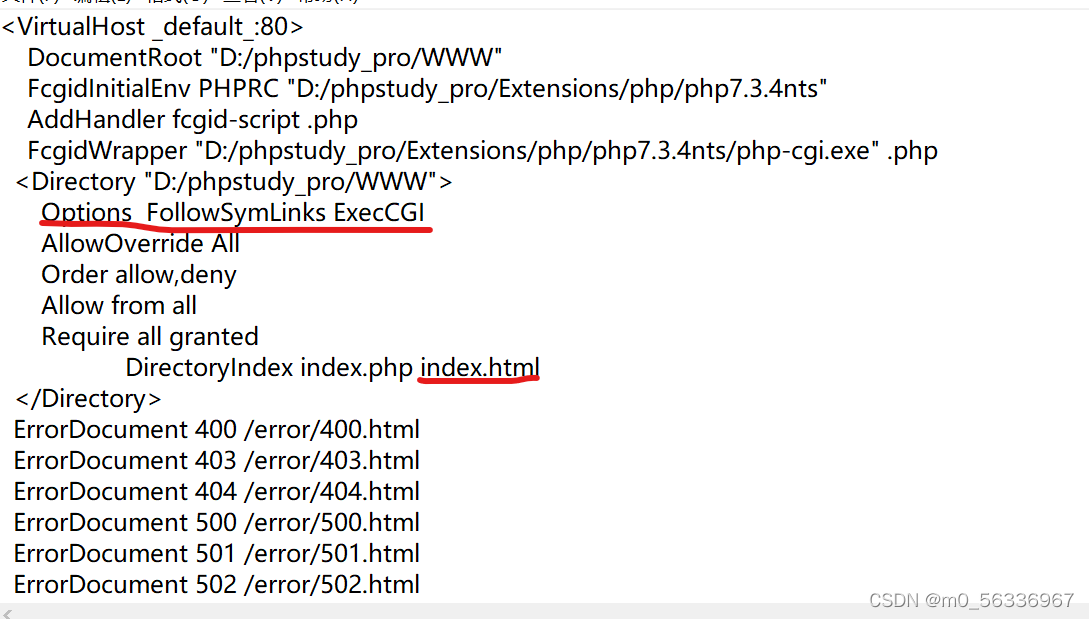 <VirtualHost _default_:80>
DocumentRoot "D:/phpstudy_pro/WWW"
FcgidInitialEnv PHPRC "D:/phpstudy_pro/Extensions/php/php7.3.4nts"
AddHandler fcgid-script .php
FcgidWrapper "D:/phpstudy_pro/Extensions/php/php7.3.4nts/php-cgi.exe" .php
<Directory "D:/phpstudy_pro/WWW">
Options  FollowSymLinks ExecCGI
AllowOverride All
Order allow,deny
Allow from all
Require all granted
DirectoryIndex index.php index.html
</Directory>
ErrorDocument 400 /error/400.html
ErrorDocument 403 /error/403.html
ErrorDocument 404 /error/404.html
ErrorDocument 500 /error/500.html
ErrorDocument 501 /error/501.html
ErrorDocument 502 /error/502.html
CSDN @m0_56336967